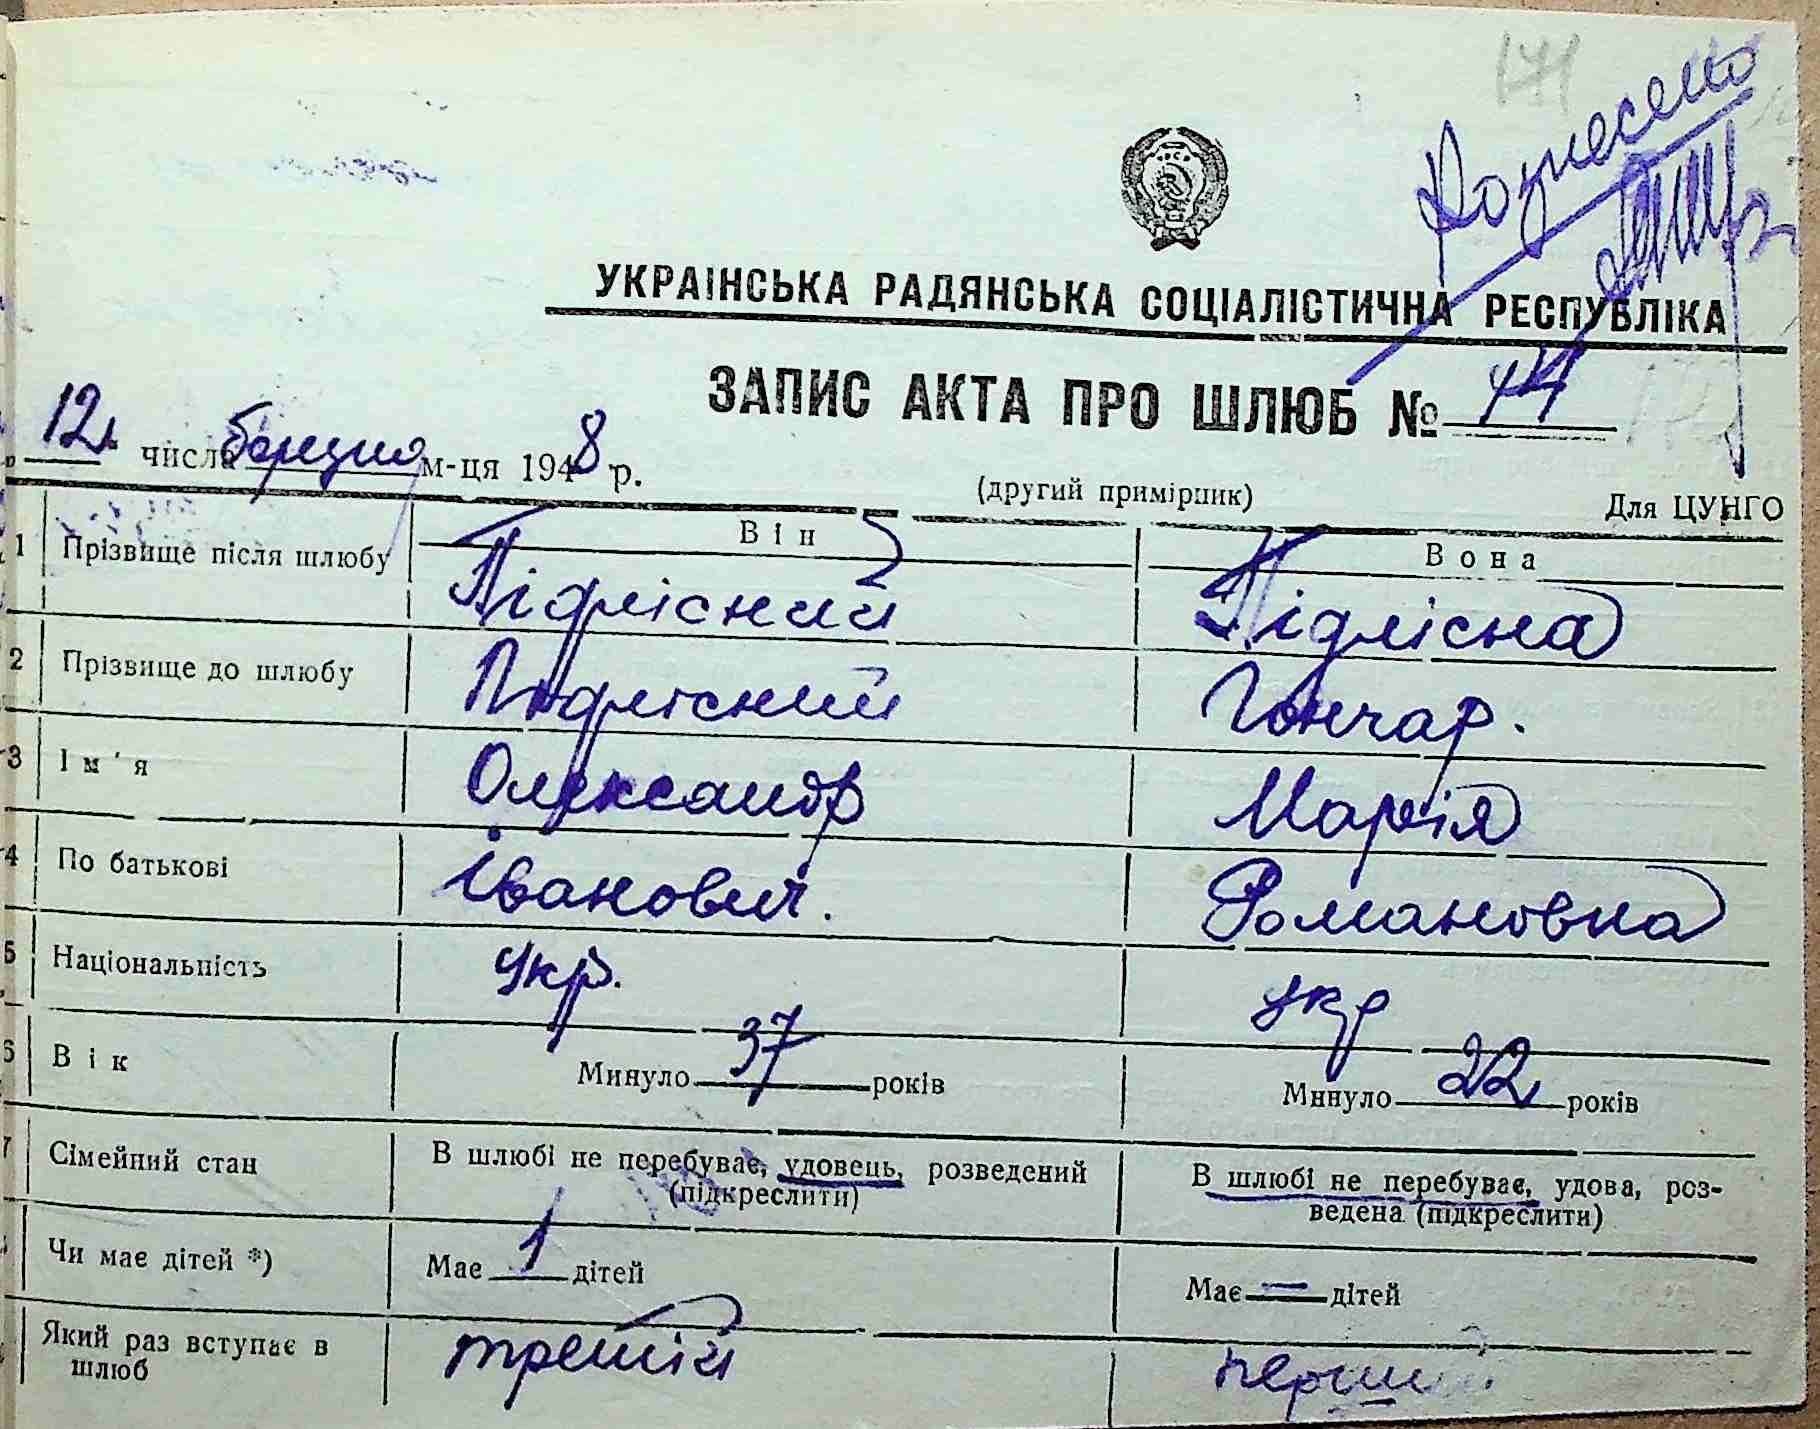 171
Рознесено
УКРАЇНСЬКА РАДЯНСЬКА СОЦІАЛІСТИЧНА РЕСПУБЛІКА
ЗАПИС АКТА ПРО ШЛЮБ № 44
12 числа березня м-ця 1948 р.
(другий примірник)
Для ЦУНГО
Він Вона
1 Прізвище після шлюбу Підлісний Підлісна
2 Прізвище до шлюбу Підлісний Гончар.
3 Ім'я Олександр Марія
4 По батькові Іванович. Романовна
5 Національність укр. укр
6 Вік Минуло 37 років Минуло 22 років
7 Сімейний стан В шлюбі не перебуває, удовець, розведений В шлюбі не перебуває, удова, роз-
(підкреслити) ведена (підкреслити)
Чи має дітей *) Має 1 дітей Має — дітей
Який раз вступає в третій перший
шлюб